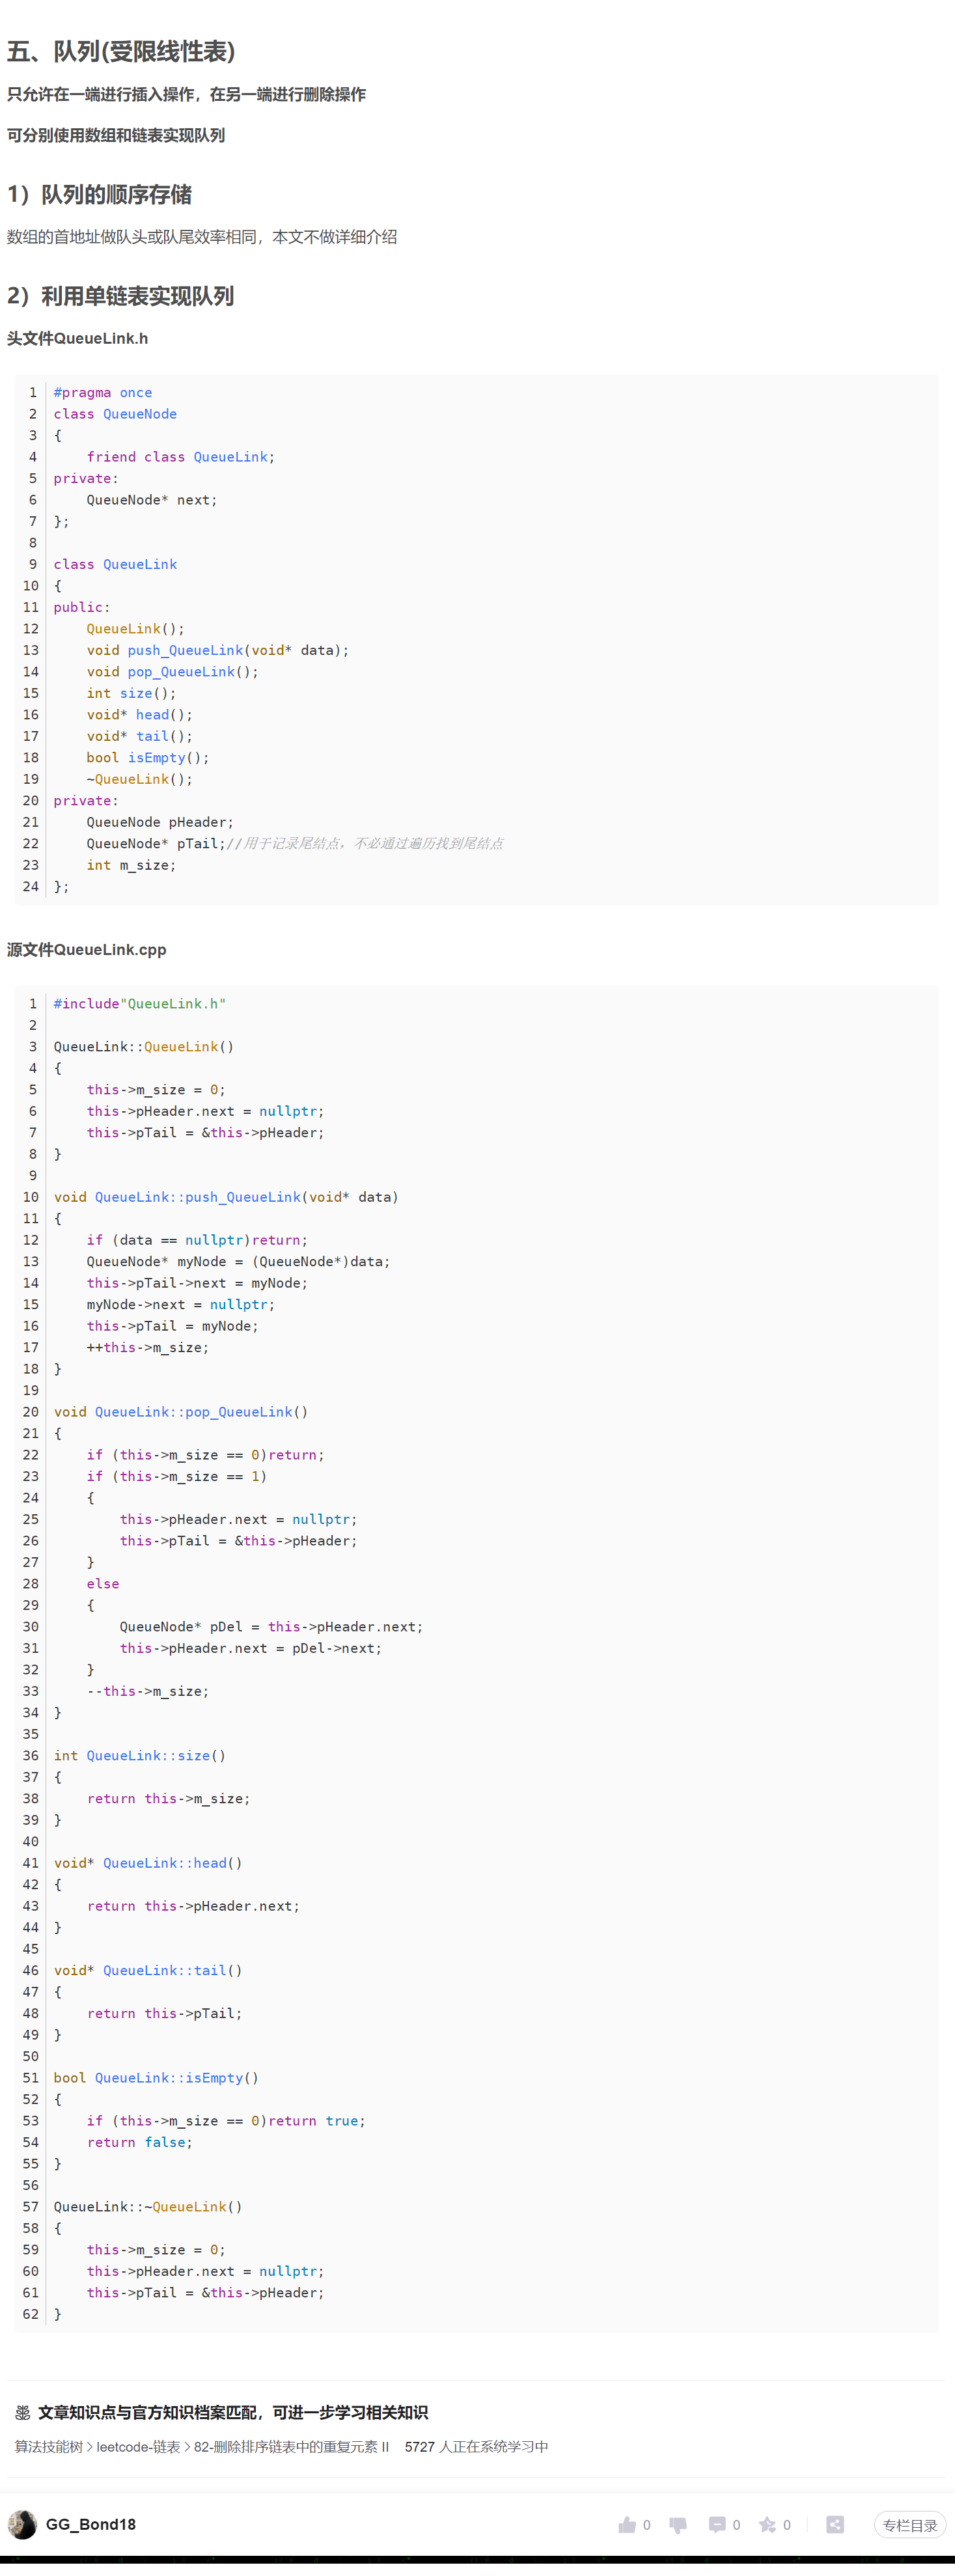 五、队列(受限线性表)
只允许在一端进行插入操作，在另一端进行删除操作
可分别使用数组和链表实现队列
1）队列的顺序存储
数组的首地址做队头或队尾效率相同，本文不做详细介绍
2）利用单链表实现队列
头文件QueueLink.h
1 #pragma once
2 class QueueNode
3 {
4     friend class QueueLink;
5 private:
6     QueueNode* next;
7 };
8
9 class QueueLink
10 {
11 public:
12     QueueLink();
13     void push_QueueLink(void* data);
14     void pop_QueueLink();
15     int size();
16     void* head();
17     void* tail();
18     bool isEmpty();
19     ~QueueLink();
20 private:
21     QueueNode pHeader;
22     QueueNode* pTail;//用于记录尾结点，不必通过遍历找到尾结点
23     int m_size;
24 };
源文件QueueLink.cpp
1 #include"QueueLink.h"
2
3 QueueLink::QueueLink()
4 {
5     this->m_size = 0;
6     this->pHeader.next = nullptr;
7     this->pTail = &this->pHeader;
8 }
9
10 void QueueLink::push_QueueLink(void* data)
11 {
12     if (data == nullptr)return;
13     QueueNode* myNode = (QueueNode*)data;
14     this->pTail->next = myNode;
15     myNode->next = nullptr;
16     this->pTail = myNode;
17     ++this->m_size;
18 }
19
20 void QueueLink::pop_QueueLink()
21 {
22     if (this->m_size == 0)return;
23     if (this->m_size == 1)
24     {
25         this->pHeader.next = nullptr;
26         this->pTail = &this->pHeader;
27     }
28     else
29     {
30         QueueNode* pDel = this->pHeader.next;
31         this->pHeader.next = pDel->next;
32     }
33     --this->m_size;
34 }
35
36 int QueueLink::size()
37 {
38     return this->m_size;
39 }
40
41 void* QueueLink::head()
42 {
43     return this->pHeader.next;
44 }
45
46 void* QueueLink::tail()
47 {
48     return this->pTail;
49 }
50
51 bool QueueLink::isEmpty()
52 {
53     if (this->m_size == 0)return true;
54     return false;
55 }
56
57 QueueLink::~QueueLink()
58 {
59     this->m_size = 0;
60     this->pHeader.next = nullptr;
61     this->pTail = &this->pHeader;
62 }
文章知识点与官方知识档案匹配，可进一步学习相关知识
算法技能树 > leetcode-链表 > 82-删除排序链表中的重复元素 II 5727 人正在系统学习中
GG_Bond18 0 0 0 专栏目录